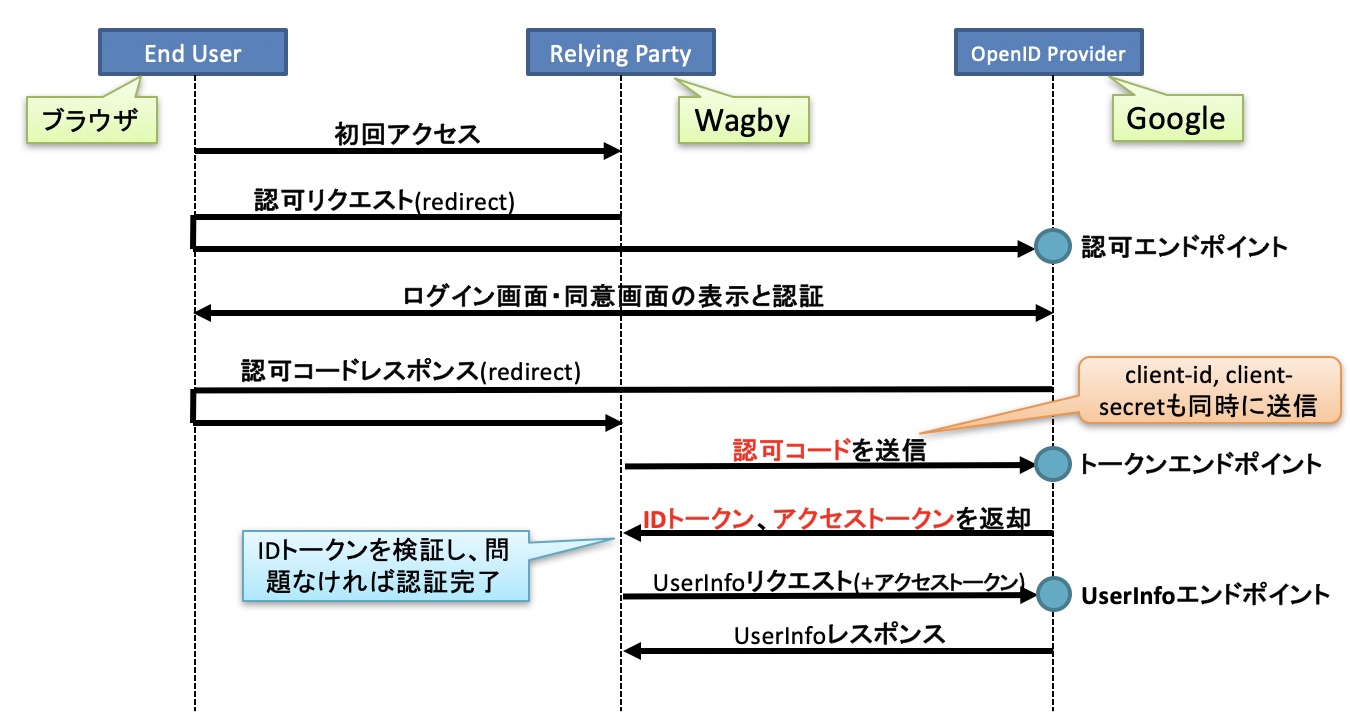 End User
Relying Party
OpenID Provider
ブラウザ
Wagby
Google
初回アクセス
認可リクエスト(redirect)
認可エンドポイント
ログイン画面・同意画面の表示と認証
認可コードレスポンス(redirect)
client-id, client-
secretも同時に送信
認可コードを送信
トークンエンドポイント
IDトークン、アクセストークンを返却
IDトークンを検証し、問
題なければ認証完了
UserInfoリクエスト(+アクセストークン)
UserInfoエンドポイント
UserInfoレスポンス